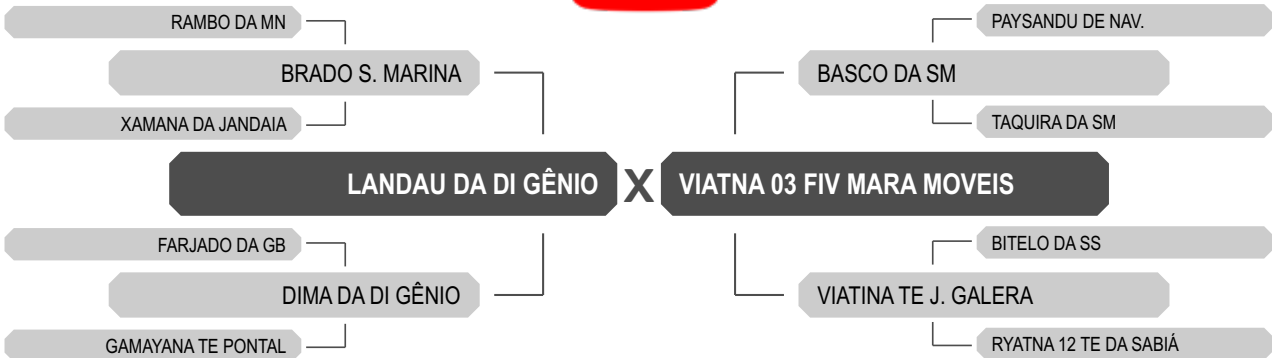 RAMBO DA MN
BRADO S. MARINA
XAMANA DA JANDAIA
PAYSANDU DE NAV.
BASCO DA SM
TAQUIRA DA SM
LANDAU DA DI GÊNIO X VIATNA 03 FIV MARA MOVEIS
FARJADO DA GB
DIMA DA DI GÊNIO
GAMAYANA TE PONTAL
BITELO DA SS
VIATINA TE J. GALERA
RYATNA 12 TE DA SABIÁ